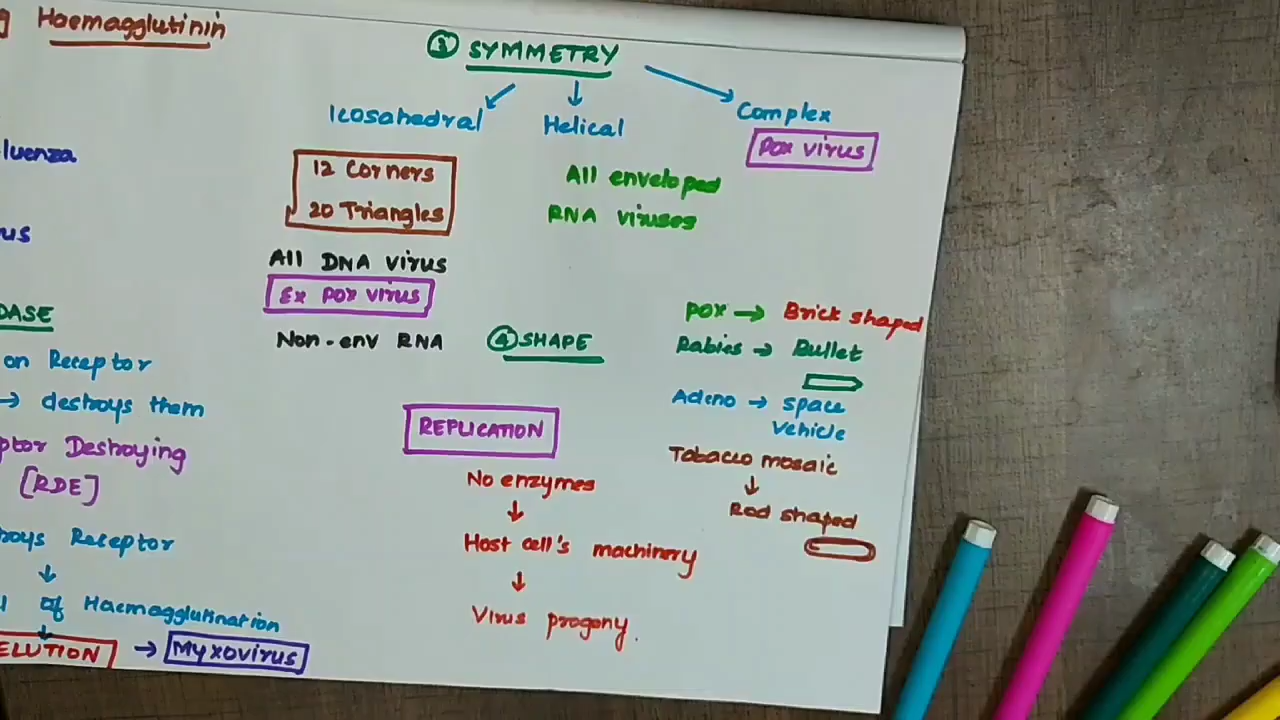 Haemagglutinin
luenza
us
DASE
on Receptor
→ destroys them
ptor Destroying
[RDE]
oys Receptor
↓
l of Haemagglutination
↓
ELUTION → Myxovirus
③ SYMMETRY
Icosahedral
Helical
Complex
Pox virus
12 Corners
20 Triangles
All enveloped
RNA viruses
All DNA virus
Ex pox virus
Non-env RNA
④ SHAPE
pox → Brick shaped
Rabies → Bullet
Adeno → space
vehicle
Tobacco mosaic
↓
Rod shaped
REPLICATION
No enzymes
↓
Host cell's machinery
↓
Virus progony.